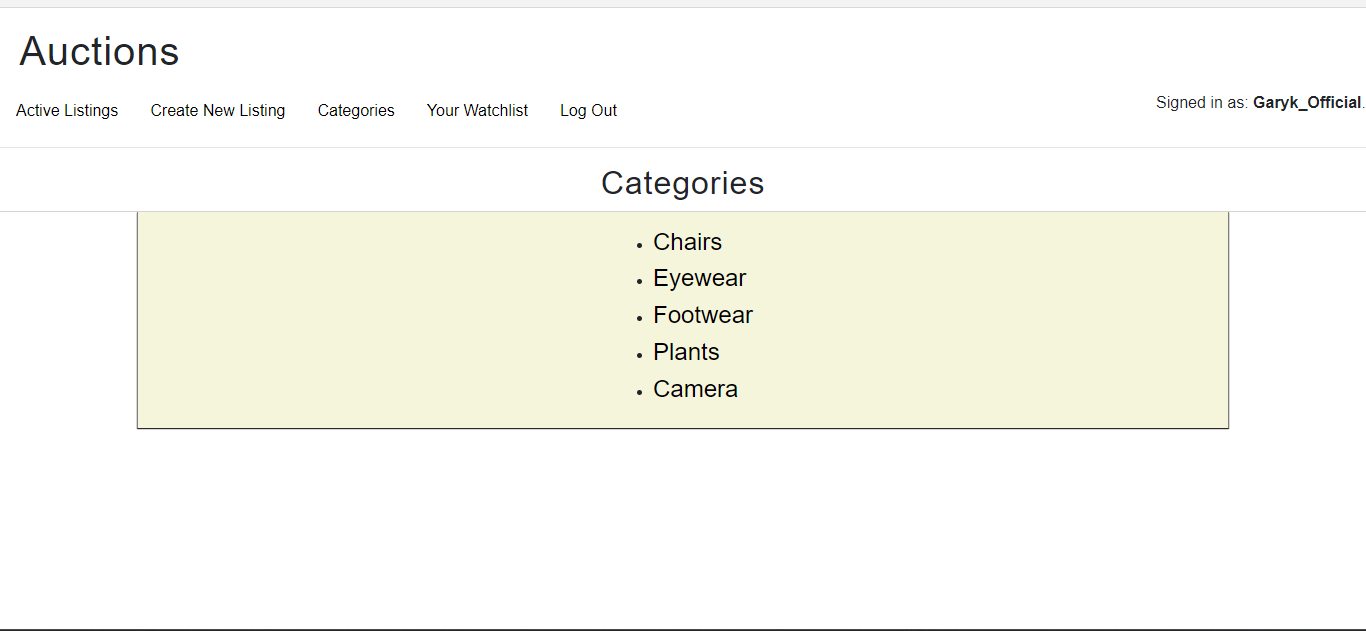 Auctions
Active Listings Create New Listing Categories Your Watchlist Log Out
Signed in as: Garyk_Official.
Categories
Chairs
Eyewear
Footwear
Plants
Camera